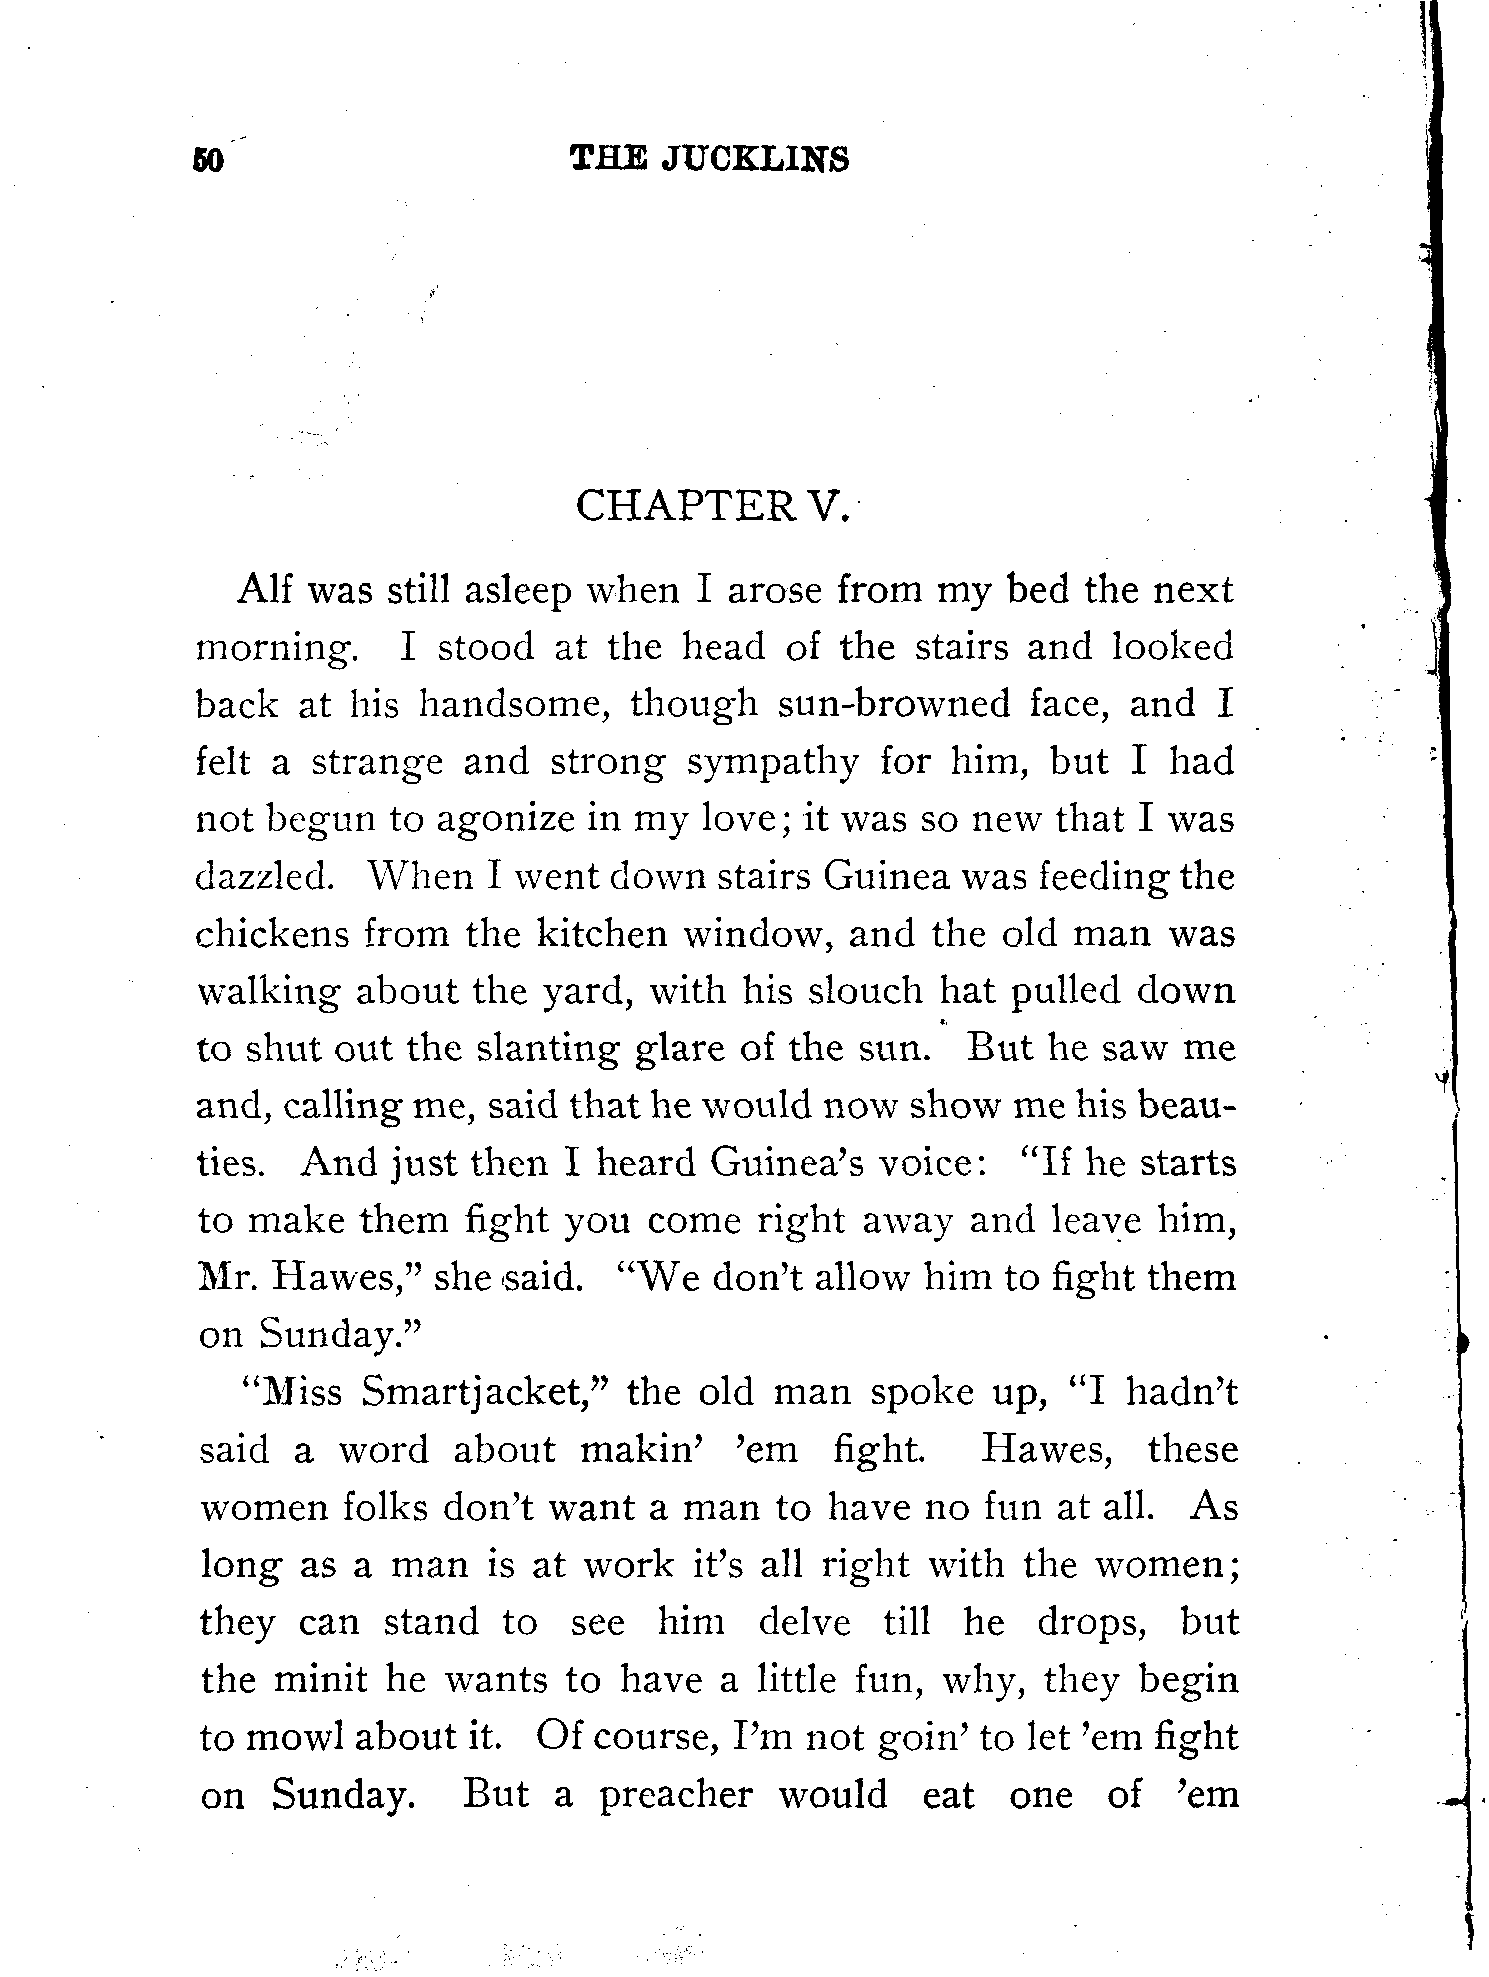 50 THE JUCKLINS
CHAPTER V.
Alf was still asleep when I arose from my bed the next
morning. I stood at the head of the stairs and looked
back at his handsome, though sun-browned face, and I
felt a strange and strong sympathy for him, but I had
not begun to agonize in my love; it was so new that I was
dazzled. When I went down stairs Guinea was feeding the
chickens from the kitchen window, and the old man was
walking about the yard, with his slouch hat pulled down
to shut out the slanting glare of the sun. But he saw me
and, calling me, said that he would now show me his beau-
ties. And just then I heard Guinea's voice: "If he starts
to make them fight you come right away and leave him,
Mr. Hawes," she said. "We don't allow him to fight them
on Sunday."
"Miss Smartjacket," the old man spoke up, "I hadn't
said a word about makin' 'em fight. Hawes, these
women folks don't want a man to have no fun at all. As
long as a man is at work it's all right with the women;
they can stand to see him delve till he drops, but
the minit he wants to have a little fun, why, they begin
to mowl about it. Of course, I'm not goin' to let 'em fight
on Sunday. But a preacher would eat one of 'em